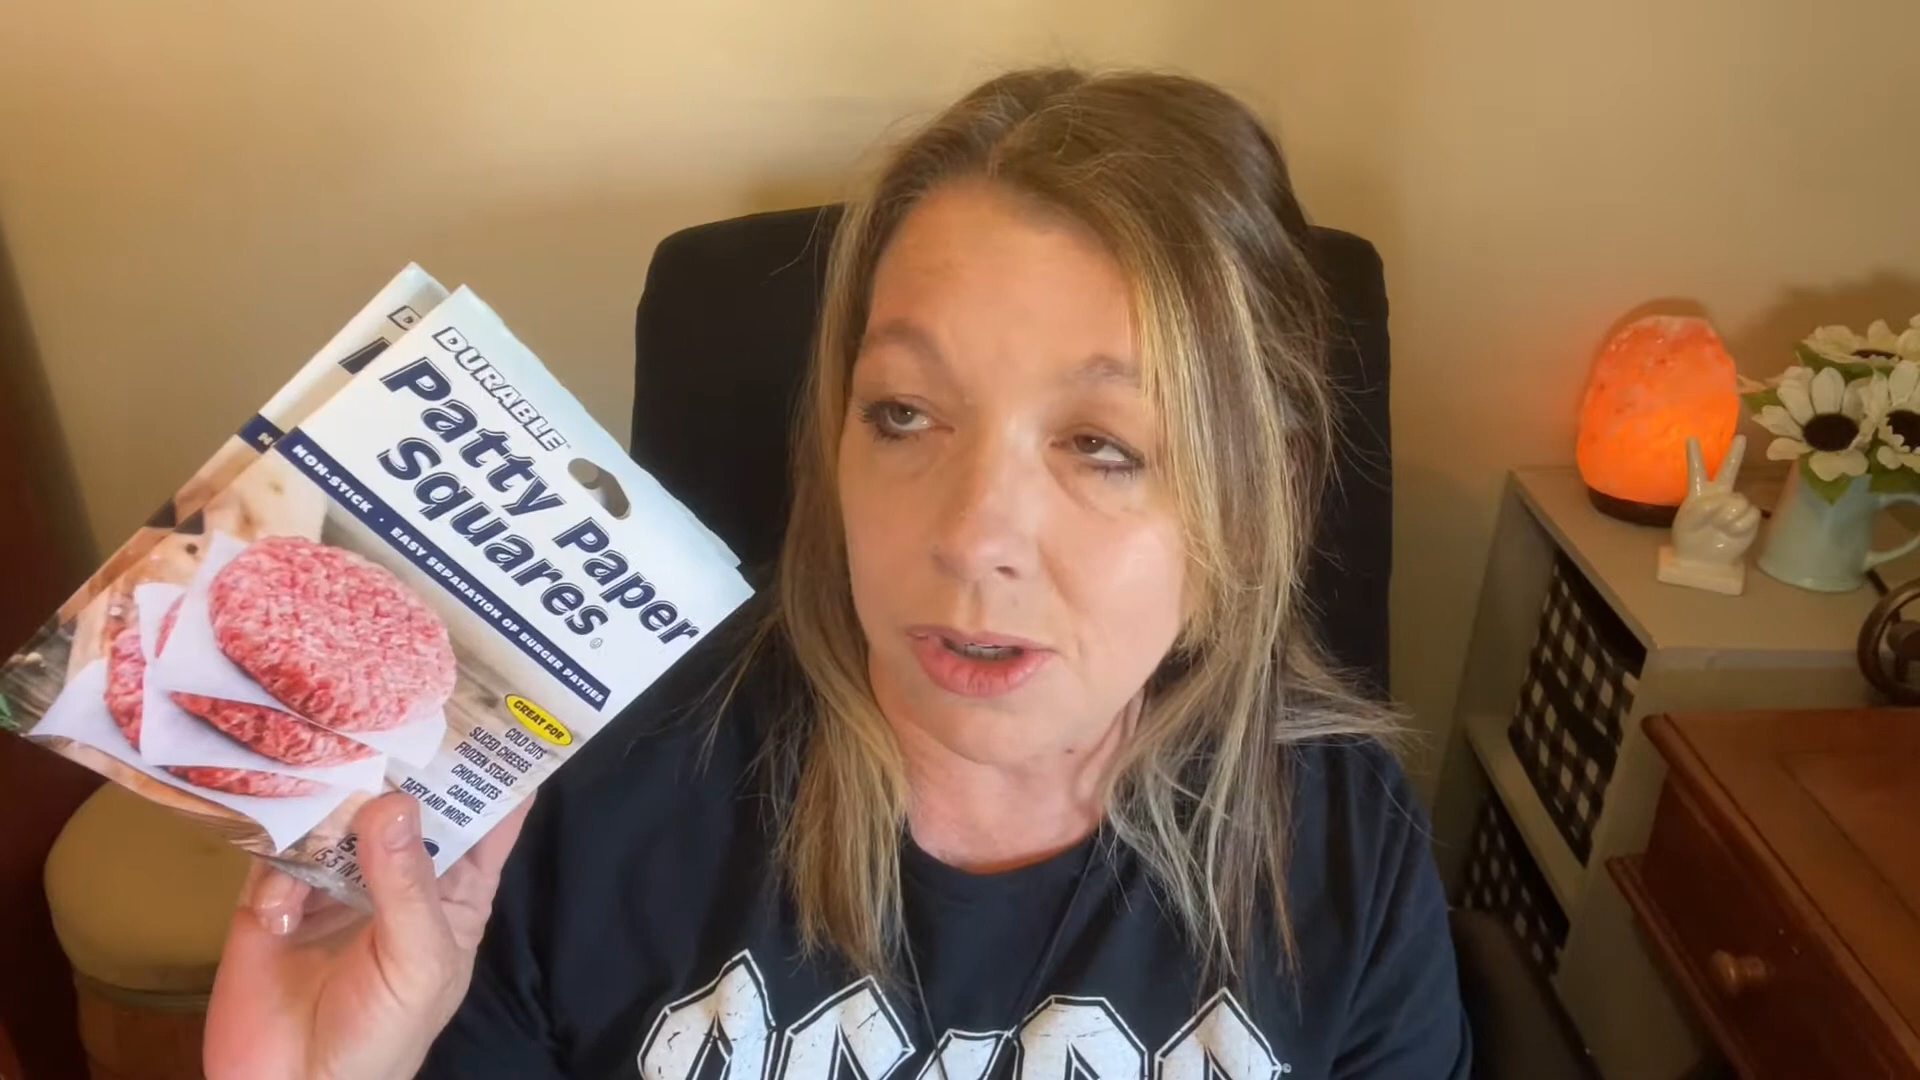 DURABLE
Patty Paper
Squares
NON-STICK • EASY SEPARATION OF BURGER PATTIES
GREAT FOR
COLD CUTS
SLICED CHEESES
FROZEN STEAKS
CHOCOLATES
CARAMEL
TAFFY AND MORE!